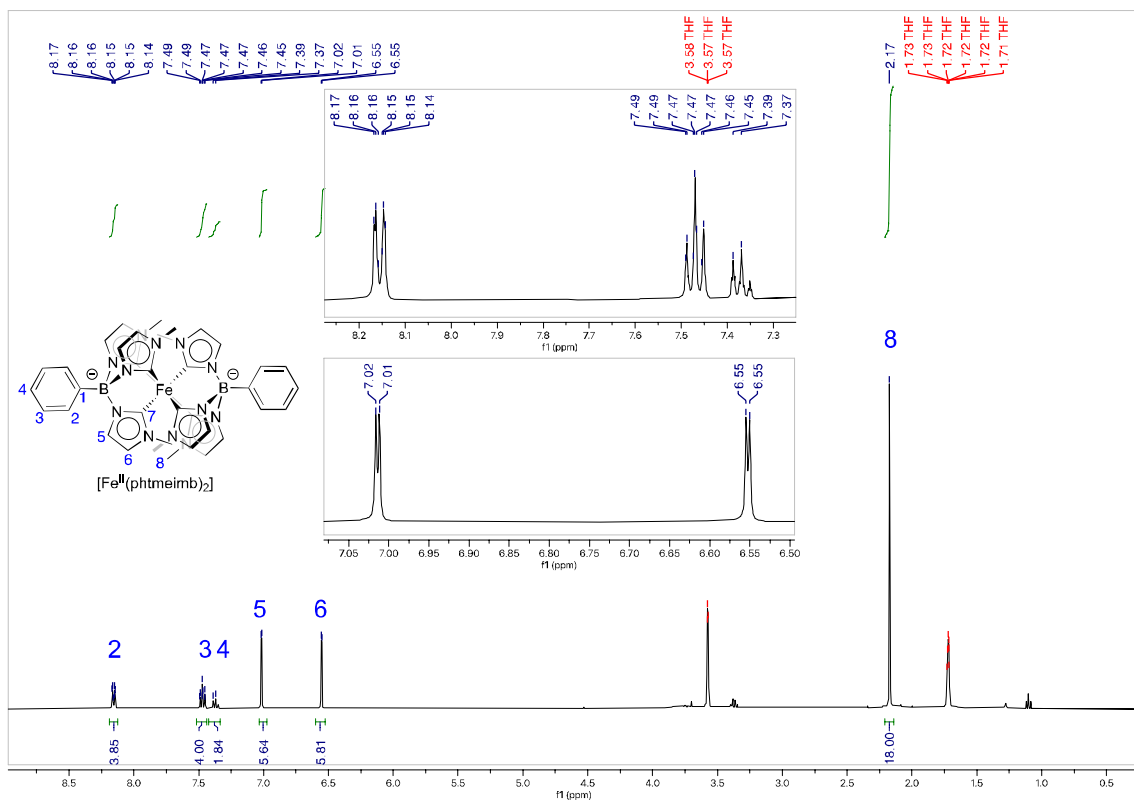 8.17 8.16 8.16 8.15 8.15 8.14 7.49 7.49 7.47 7.47 7.47 7.46 7.45 7.39 7.37 7.02 7.01 6.55 6.55
3.58 THF 3.57 THF 3.57 THF
2.17
1.73 THF 1.73 THF 1.72 THF 1.72 THF 1.72 THF 1.71 THF
8.17 8.16 8.16 8.15 8.15 8.14
7.49 7.49 7.47 7.47 7.47 7.46 7.45 7.39 7.37
8.1 8.0 7.9 7.8 7.7 7.6 7.5 7.4 7.3
f1 (ppm)
7.02 7.01
6.55 6.55
7.05 7.00 6.95 6.90 6.85 6.80 6.75 6.70 6.65 6.60 6.55 6.50
f1 (ppm)
N N N N N N
⊖ ⊖
4 B Fe B
1
3 2 7 N N N
5 N N N
6 8
[Fe^II(phtmeimb)2]
8
2 3 4 5 6
3.85 4.00 1.84 5.64 5.81 18.00
8.5 8.0 7.5 7.0 6.5 6.0 5.5 5.0 4.5 4.0 3.5 3.0 2.5 2.0 1.5 1.0 0.5
f1 (ppm)